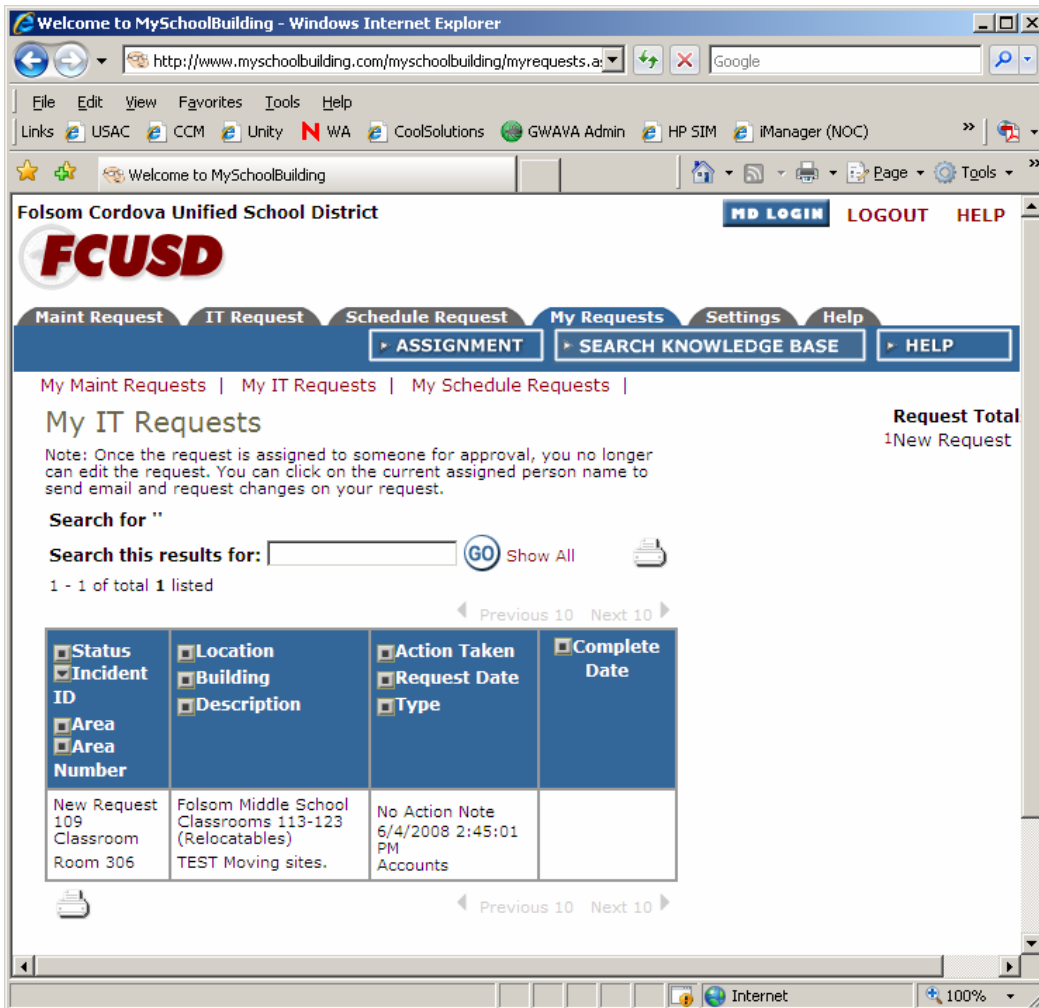 Welcome to MySchoolBuilding - Windows Internet Explorer
http://www.myschoolbuilding.com/myschoolbuilding/myrequests.a
Google
File Edit View Favorites Tools Help
Links USAC CCM Unity WA CoolSolutions GWAVA Admin HP SIM iManager (NOC) »
Welcome to MySchoolBuilding
Page Tools »
Folsom Cordova Unified School District
MD LOGIN LOGOUT HELP
FCUSD
Maint Request IT Request Schedule Request My Requests Settings Help
ASSIGNMENT SEARCH KNOWLEDGE BASE HELP
My Maint Requests | My IT Requests | My Schedule Requests |
My IT Requests
Request Total
1New Request
Note: Once the request is assigned to someone for approval, you no longer
can edit the request. You can click on the current assigned person name to
send email and request changes on your request.
Search for ''
Search this results for: GO Show All
1 - 1 of total 1 listed
Previous 10 Next 10
Status
Incident
ID
Area
Area
Number
Location
Building
Description
Action Taken
Request Date
Type
Complete
Date
New Request
109
Classroom
Room 306
Folsom Middle School
Classrooms 113-123
(Relocatables)
TEST Moving sites.
No Action Note
6/4/2008 2:45:01
PM
Accounts
Previous 10 Next 10
Internet
100%